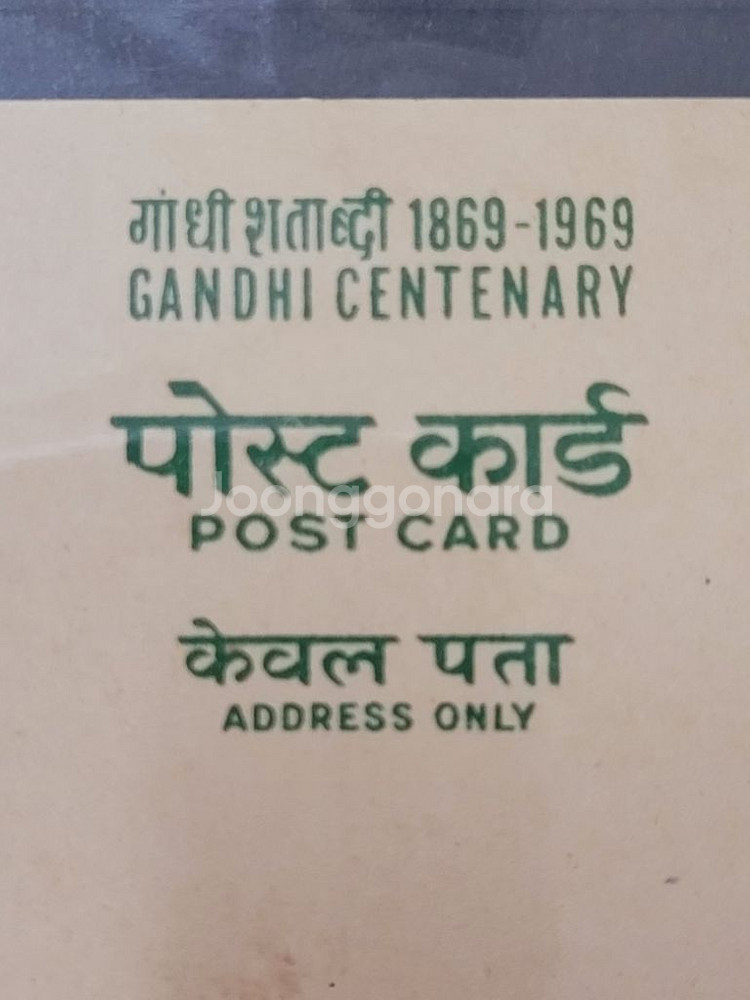 गांधी शताब्दी 1869-1969
GANDHI CENTENARY
पोस्ट कार्ड
Joonggonara
POST CARD
केवल पता
ADDRESS ONLY